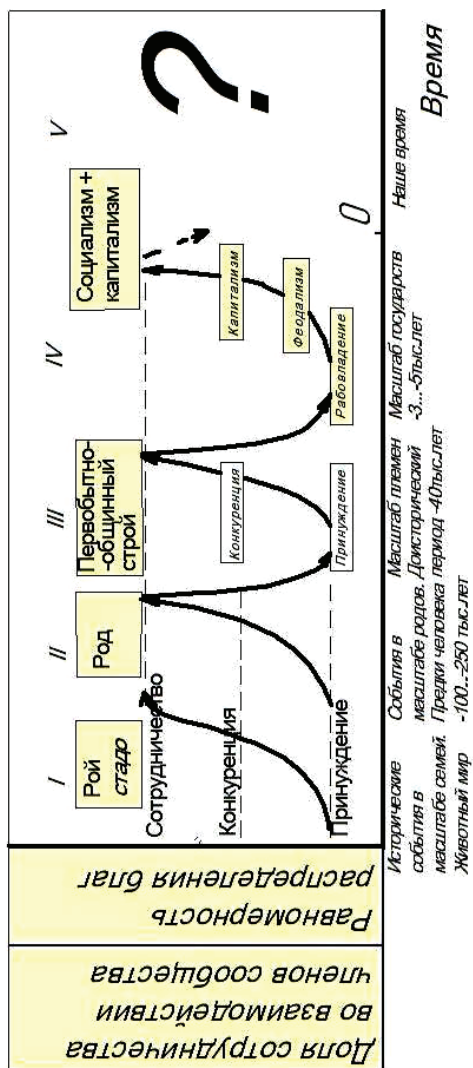 Доля сотрудничества
во взаимодействии
членов сообщества
Равномерность
распределения благ
I
II
III
IV
V
Рой
стадо
Род
Первобытно-
-общинный
строй
Социализм +
капитализм
?
Сотрудничество
Конкуренция
Принуждение
Конкуренция
Принуждение
Капитализм
Феодализм
Рабовладение
0
Исторические
события в
масштабе семей.
Животный мир
События в
масштабе родов.
Предки человека
-100...-250 тыс.лет
Масштаб племен
Доисторический
период -40тыс.лет
Масштаб государств
-3...-5тыс.лет
Наше время
Время